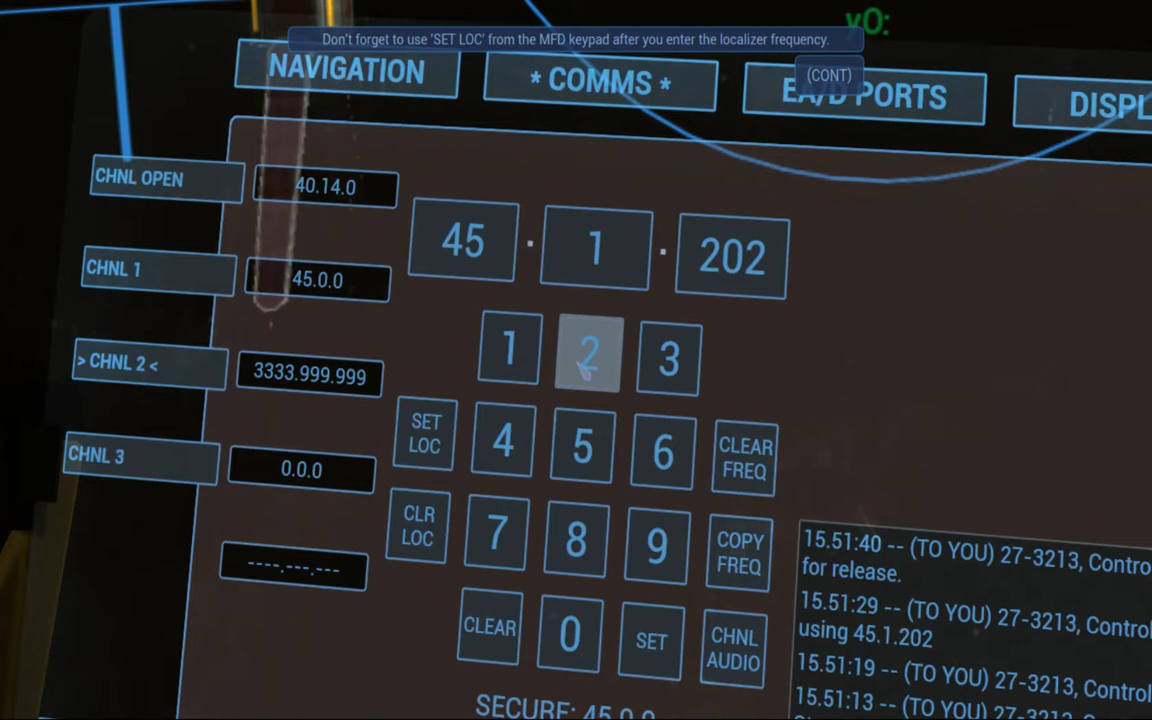 v0:
Don't forget to use 'SET LOC' from the MFD keypad after you enter the localizer frequency.
(CONT)
NAVIGATION
* COMMS *
EA/D PORTS
DISPL
CHNL OPEN
40.14.0
45 . 1 . 202
CHNL 1
45.0.0
1 2 3
> CHNL 2 <
3333.999.999
SET LOC
4 5 6
CLEAR FREQ
CHNL 3
0.0.0
CLR LOC
7 8 9
COPY FREQ
----.---.---
CLEAR
0
SET
CHNL AUDIO
SECURE: 45.0.0
15.51:40 -- (TO YOU) 27-3213, Contro
for release.
15.51:29 -- (TO YOU) 27-3213, Control
using 45.1.202
15.51:19 -- (TO YOU) 27-3213, Control
15.51:13 -- (TO YOU) 27-3213, Contro